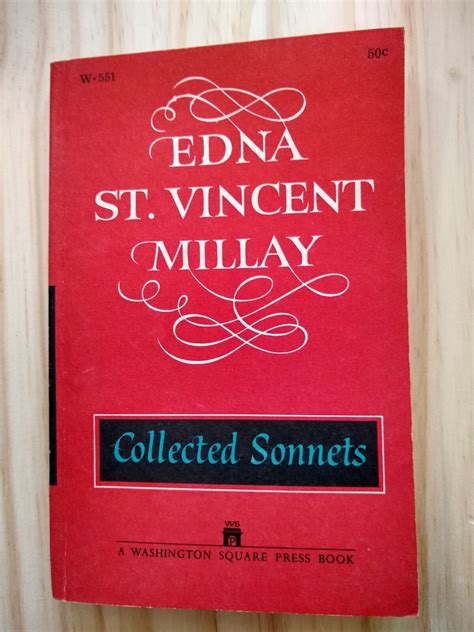 W•551
50c
EDNA
ST. VINCENT
MILLAY
Collected Sonnets
WS
P
A WASHINGTON SQUARE PRESS BOOK